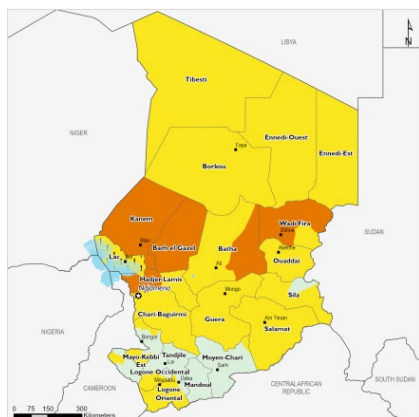 N
LIBYA
Tibesti
NIGER
Ennedi-Ouest
Faya
Ennedi-Est
Borkou
Kanem
Wadi Fira
Biltine
SUDAN
Mao
Barh el Gazel
Batha
Abeche
Lac
Bol
Ati
Ouaddai
Hadjer-Lamis
N'Djamena
Mongo
Sila
Chari-Baguirmi
Guera
Am Timan
Salamat
NIGERIA
Bongor
Mayo-Kebbi
Est
Tandjile
Lai
Moyen-Chari
Logone Occidental
Sarh
Doba
Mandoul
Moundou
Logone
Oriental
CAMEROON
CENTRAL AFRICAN
REPUBLIC
SOUTH SUDAN
0 75 150 300
Kilometers